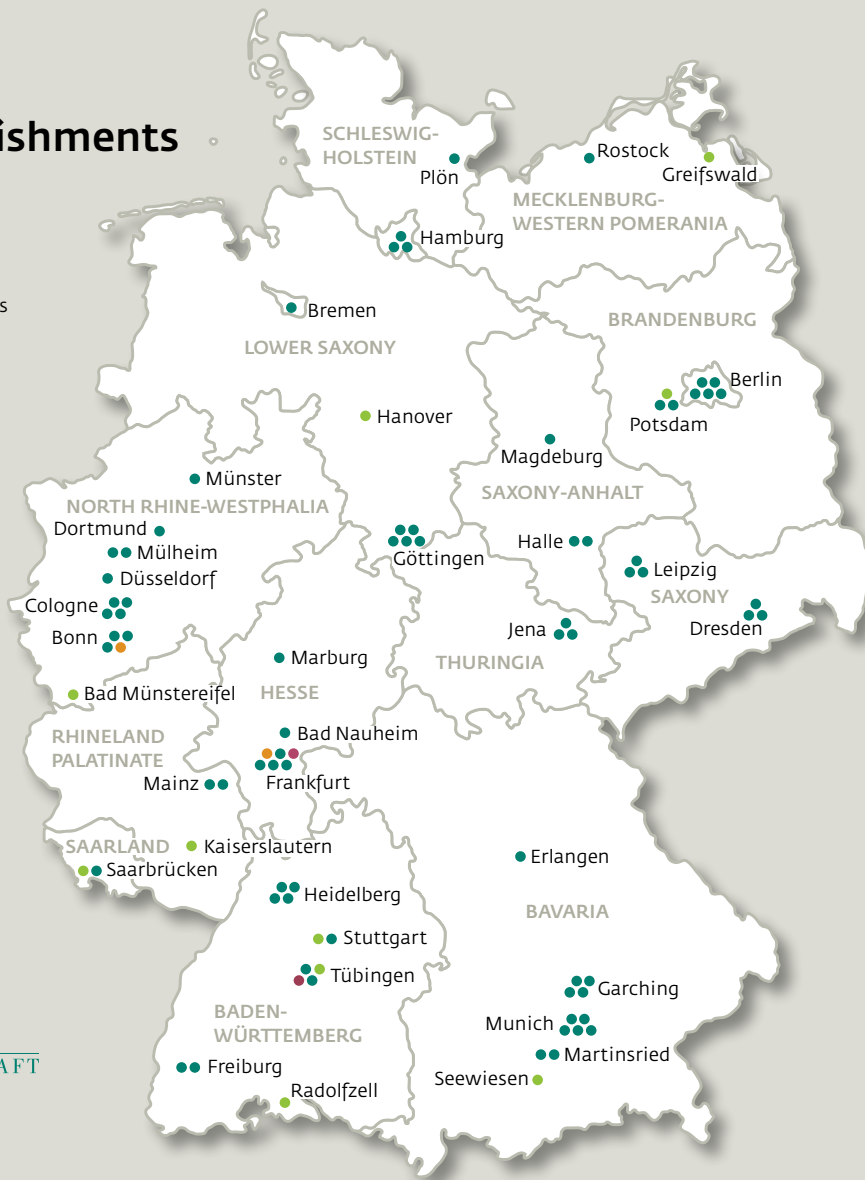 ishments
s
SCHLESWIG-
HOLSTEIN
Plön
Rostock
Greifswald
MECKLENBURG-
WESTERN POMERANIA
Hamburg
Bremen
LOWER SAXONY
BRANDENBURG
Berlin
Potsdam
Hanover
Magdeburg
SAXONY-ANHALT
Münster
NORTH RHINE-WESTPHALIA
Dortmund
Mülheim
Düsseldorf
Cologne
Bonn
Göttingen
Halle
Leipzig
SAXONY
Dresden
Jena
THURINGIA
Marburg
HESSE
Bad Münstereifel
Bad Nauheim
RHINELAND
PALATINATE
Mainz
Frankfurt
SAARLAND
Kaiserslautern
Saarbrücken
Erlangen
Heidelberg
BAVARIA
Stuttgart
Tübingen
Garching
BADEN-
WÜRTTEMBERG
Munich
Martinsried
AFT
Freiburg
Seewiesen
Radolfzell